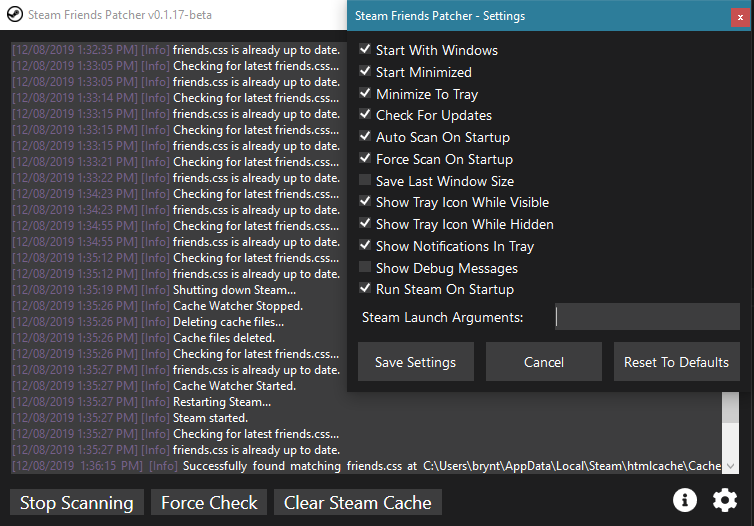 Steam Friends Patcher v0.1.17-beta
[12/08/2019 1:32:35 PM] [Info] friends.css is already up to date.
[12/08/2019 1:33:05 PM] [Info] Checking for latest friends.css...
[12/08/2019 1:33:05 PM] [Info] friends.css is already up to date.
[12/08/2019 1:33:14 PM] [Info] Checking for latest friends.css...
[12/08/2019 1:33:15 PM] [Info] friends.css is already up to date.
[12/08/2019 1:33:15 PM] [Info] Checking for latest friends.css...
[12/08/2019 1:33:15 PM] [Info] friends.css is already up to date.
[12/08/2019 1:33:21 PM] [Info] Checking for latest friends.css...
[12/08/2019 1:33:22 PM] [Info] friends.css is already up to date.
[12/08/2019 1:34:23 PM] [Info] Checking for latest friends.css...
[12/08/2019 1:34:23 PM] [Info] friends.css is already up to date.
[12/08/2019 1:34:55 PM] [Info] Checking for latest friends.css...
[12/08/2019 1:34:55 PM] [Info] friends.css is already up to date.
[12/08/2019 1:35:12 PM] [Info] Checking for latest friends.css...
[12/08/2019 1:35:12 PM] [Info] friends.css is already up to date.
[12/08/2019 1:35:19 PM] [Info] Shutting down Steam...
[12/08/2019 1:35:26 PM] [Info] Cache Watcher Stopped.
[12/08/2019 1:35:27 PM] [Info] Deleting cache files...
[12/08/2019 1:35:26 PM] [Info] Cache files deleted.
[12/08/2019 1:35:26 PM] [Info] Checking for latest friends.css...
[12/08/2019 1:35:27 PM] [Info] friends.css is already up to date.
[12/08/2019 1:35:27 PM] [Info] Cache Watcher Started.
[12/08/2019 1:35:27 PM] [Info] Restarting Steam...
[12/08/2019 1:35:27 PM] [Info] Steam started.
[12/08/2019 1:35:27 PM] [Info] Checking for latest friends.css...
[12/08/2019 1:35:27 PM] [Info] friends.css is already up to date.
[12/08/2019 1:36:15 PM] [Info] Successfully found matching friends.css at C:\Users\brynt\AppData\Local\Steam\htmlcache\Cache
Stop Scanning
Force Check
Clear Steam Cache
Steam Friends Patcher - Settings
x
Start With Windows
Start Minimized
Minimize To Tray
Check For Updates
Auto Scan On Startup
Force Scan On Startup
Save Last Window Size
Show Tray Icon While Visible
Show Tray Icon While Hidden
Show Notifications In Tray
Show Debug Messages
Run Steam On Startup
Steam Launch Arguments:
Save Settings
Cancel
Reset To Defaults